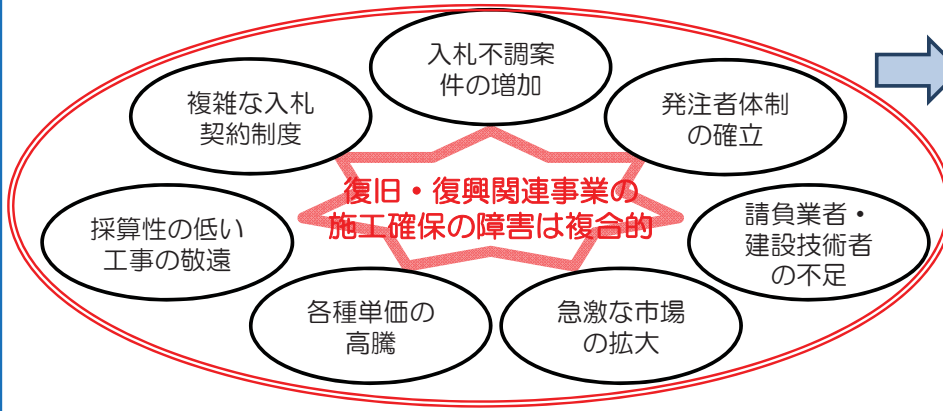 入札不調案
件の増加
複雑な入札
契約制度
発注者体制
の確立
復旧・復興関連事業の
施工確保の障害は複合的
採算性の低い
工事の敬遠
請負業者・
建設技術者
の不足
各種単価の
高騰
急激な市場
の拡大